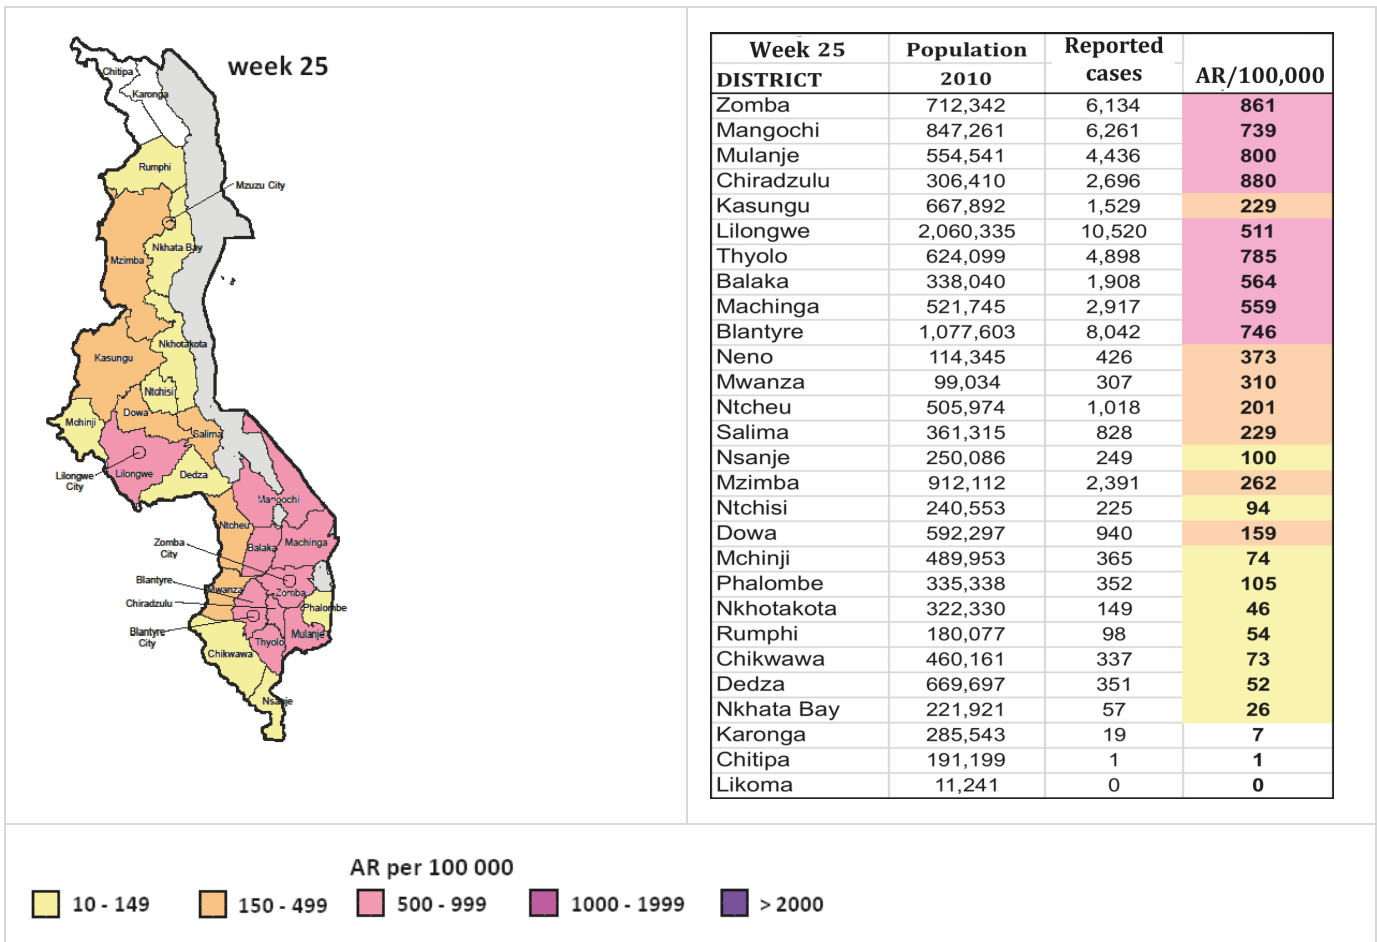 week 25
Chitipa
Karonga
Rumphi
Mzuzu City
Nkhata Bay
Mzimba
Nkhotakota
Kasungu
Ntchisi
Dowa
Mchinji
Salima
Lilongwe
City
Lilongwe
Dedza
Mangochi
Ntcheu
Zomba
City
Balaka
Machinga
Blantyre
Mwanza
Zomba
Chiradzulu
Phalombe
Blantyre
City
Thyolo
Mulanje
Chikwawa
Nsanje
Week 25 Population Reported cases
DISTRICT 2010 AR/100,000
Zomba 712,342 6,134 861
Mangochi 847,261 6,261 739
Mulanje 554,541 4,436 800
Chiradzulu 306,410 2,696 880
Kasungu 667,892 1,529 229
Lilongwe 2,060,335 10,520 511
Thyolo 624,099 4,898 785
Balaka 338,040 1,908 564
Machinga 521,745 2,917 559
Blantyre 1,077,603 8,042 746
Neno 114,345 426 373
Mwanza 99,034 307 310
Ntcheu 505,974 1,018 201
Salima 361,315 828 229
Nsanje 250,086 249 100
Mzimba 912,112 2,391 262
Ntchisi 240,553 225 94
Dowa 592,297 940 159
Mchinji 489,953 365 74
Phalombe 335,338 352 105
Nkhotakota 322,330 149 46
Rumphi 180,077 98 54
Chikwawa 460,161 337 73
Dedza 669,697 351 52
Nkhata Bay 221,921 57 26
Karonga 285,543 19 7
Chitipa 191,199 1 1
Likoma 11,241 0 0
AR per 100 000
10 - 149 150 - 499 500 - 999 1000 - 1999 > 2000